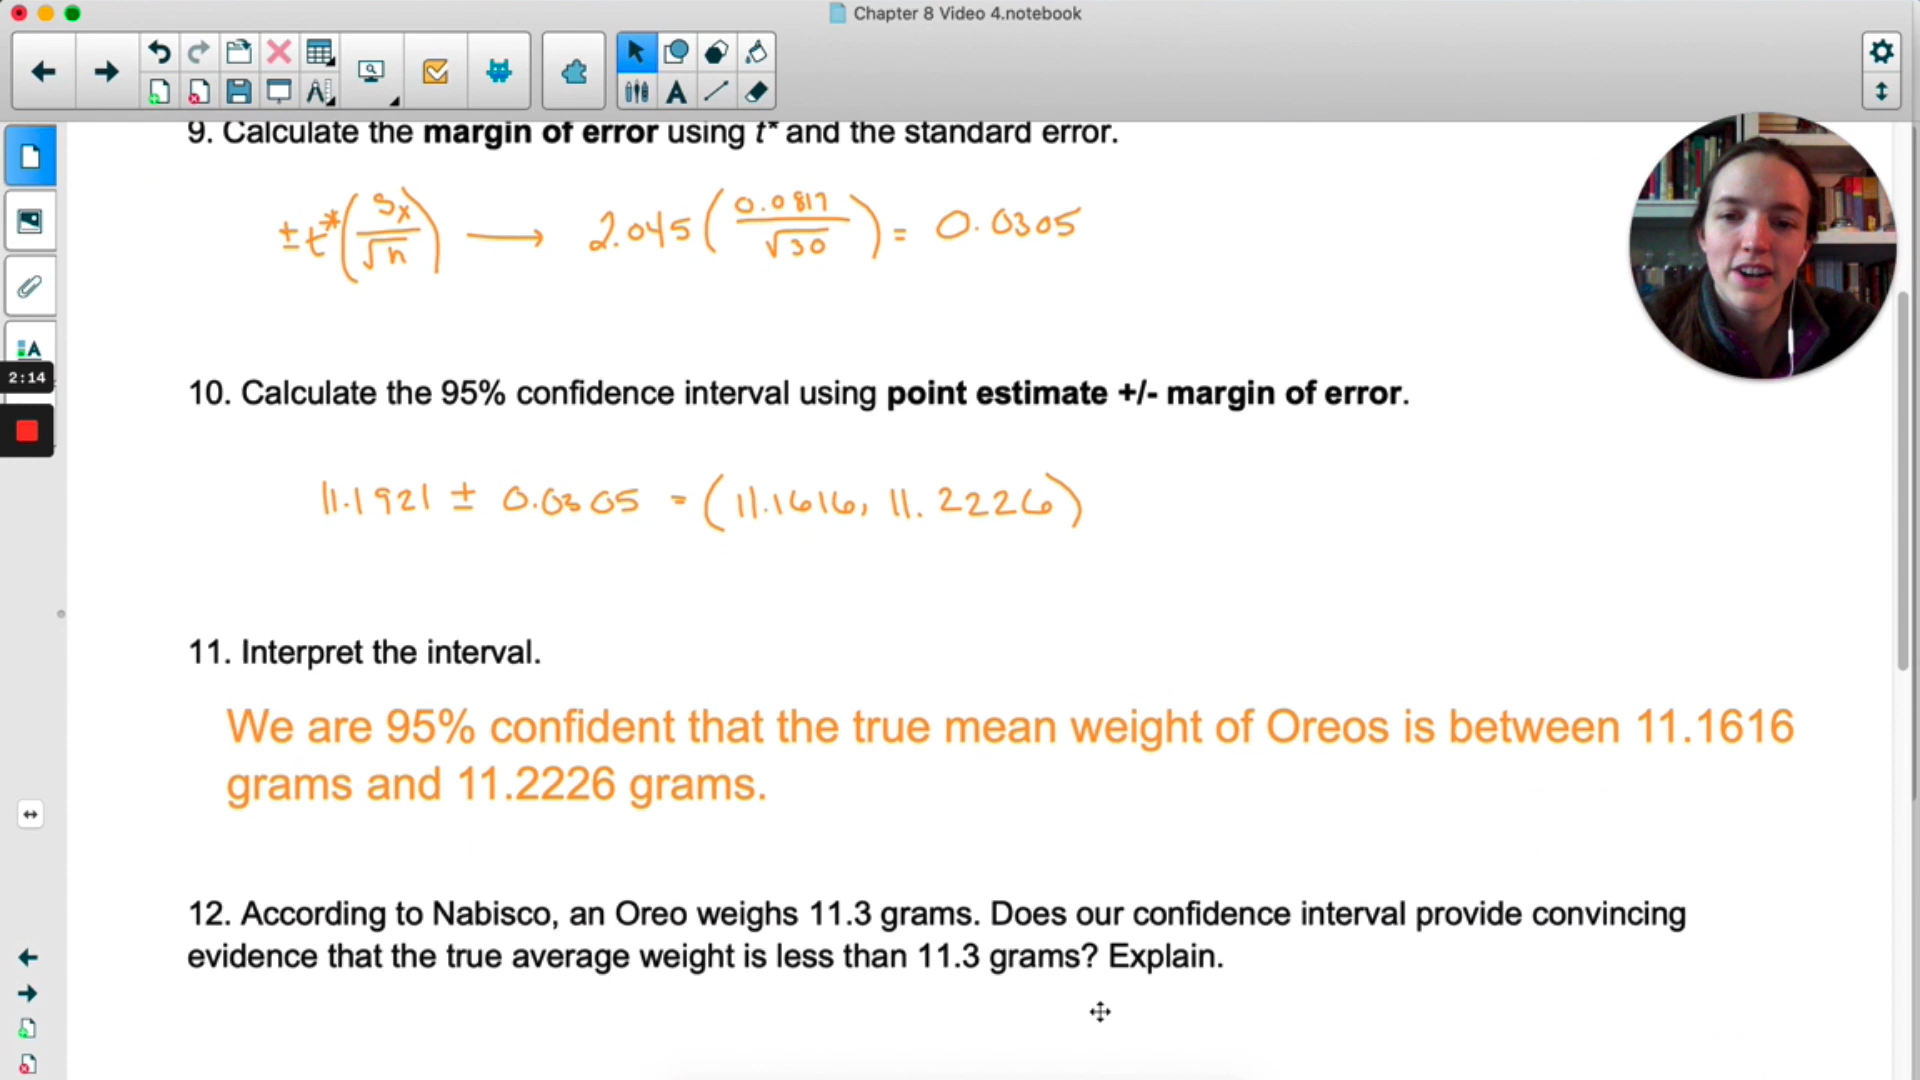 Chapter 8 Video 4.notebook
9. Calculate the margin of error using t* and the standard error.
± t* (Sx/√n) → 2.045 (0.0817/√30) = 0.0305
2:14
10. Calculate the 95% confidence interval using point estimate +/- margin of error.
11.1921 ± 0.0305 = (11.1616, 11.2226)
11. Interpret the interval.
We are 95% confident that the true mean weight of Oreos is between 11.1616
grams and 11.2226 grams.
12. According to Nabisco, an Oreo weighs 11.3 grams. Does our confidence interval provide convincing
evidence that the true average weight is less than 11.3 grams? Explain.